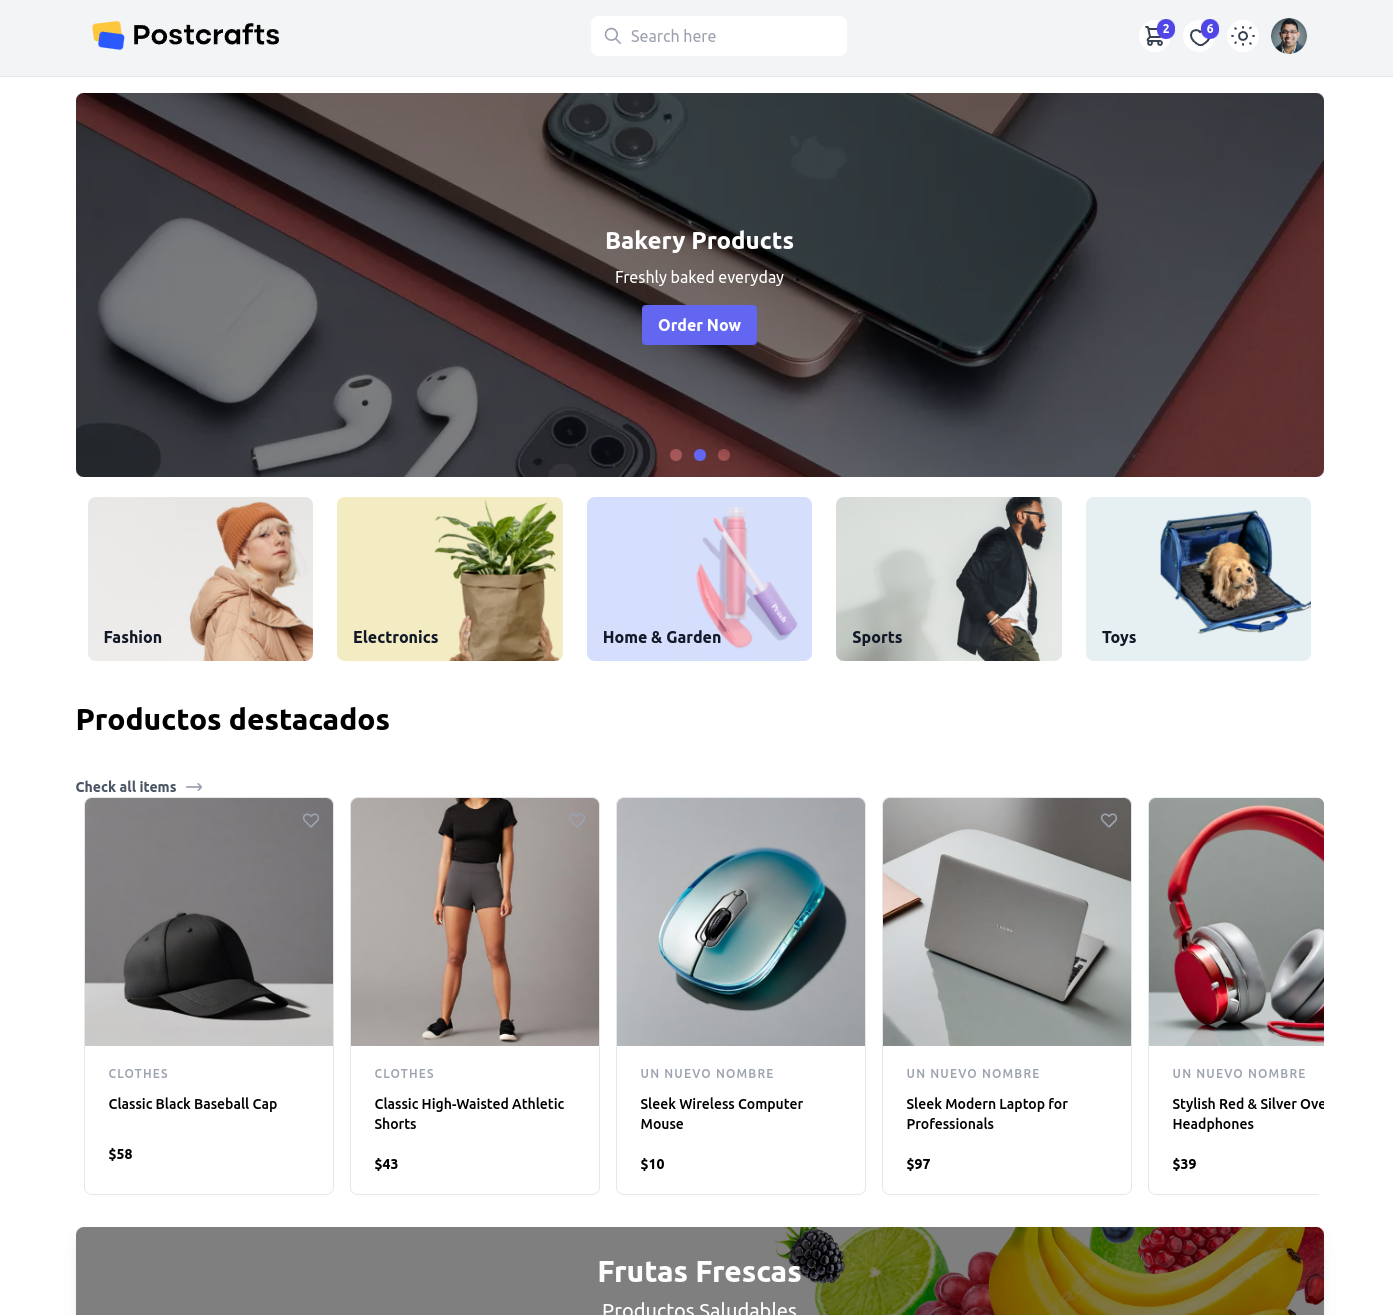 Postcrafts
Search here
2
6
Bakery Products
Freshly baked everyday
Order Now
Fashion
Electronics
Home & Garden
Peach
Sports
Toys
Productos destacados
Check all items
CLOTHES
Classic Black Baseball Cap
$58
CLOTHES
Classic High-Waisted Athletic
Shorts
$43
UN NUEVO NOMBRE
Sleek Wireless Computer
Mouse
$10
UN NUEVO NOMBRE
Sleek Modern Laptop for
Professionals
$97
UN NUEVO NOMBRE
Stylish Red & Silver Ove
Headphones
$39
Frutas Frescas
Productos Saludables